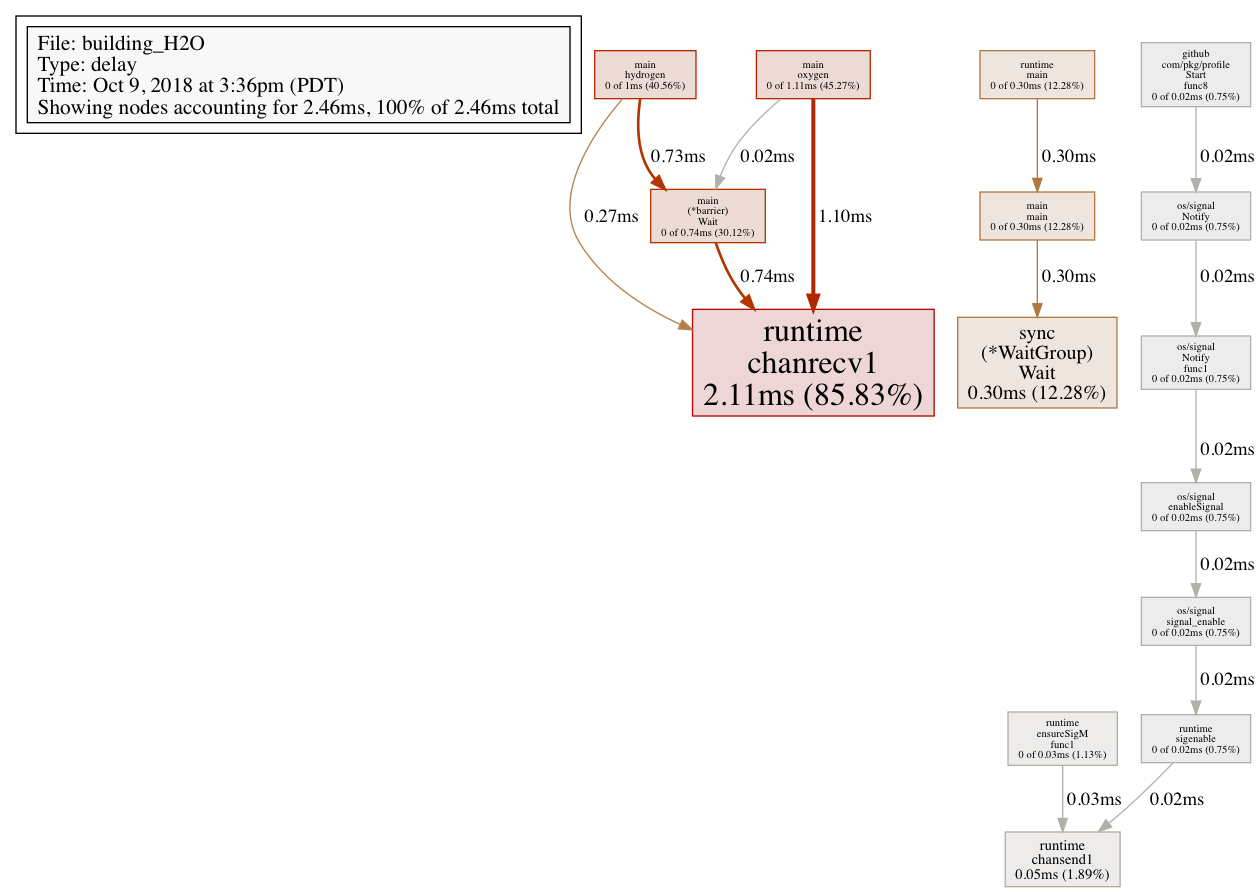 File: building_H2O
Type: delay
Time: Oct 9, 2018 at 3:36pm (PDT)
Showing nodes accounting for 2.46ms, 100% of 2.46ms total
main
hydrogen
0 of 1ms (40.56%)
main
oxygen
0 of 1.11ms (45.27%)
runtime
main
0 of 0.30ms (12.28%)
github
com/pkg/profile
Start
func8
0 of 0.02ms (0.75%)
0.73ms
0.02ms
0.30ms
0.02ms
0.27ms
main
(*barrier)
Wait
0 of 0.74ms (30.12%)
1.10ms
main
main
0 of 0.30ms (12.28%)
os/signal
Notify
0 of 0.02ms (0.75%)
0.74ms
0.30ms
0.02ms
runtime
chanrecv1
2.11ms (85.83%)
sync
(*WaitGroup)
Wait
0.30ms (12.28%)
os/signal
Notify
func1
0 of 0.02ms (0.75%)
0.02ms
os/signal
enableSignal
0 of 0.02ms (0.75%)
0.02ms
os/signal
signal_enable
0 of 0.02ms (0.75%)
0.02ms
runtime
ensureSigM
func1
0 of 0.03ms (1.13%)
runtime
sigenable
0 of 0.02ms (0.75%)
0.03ms
0.02ms
runtime
chansend1
0.05ms (1.89%)